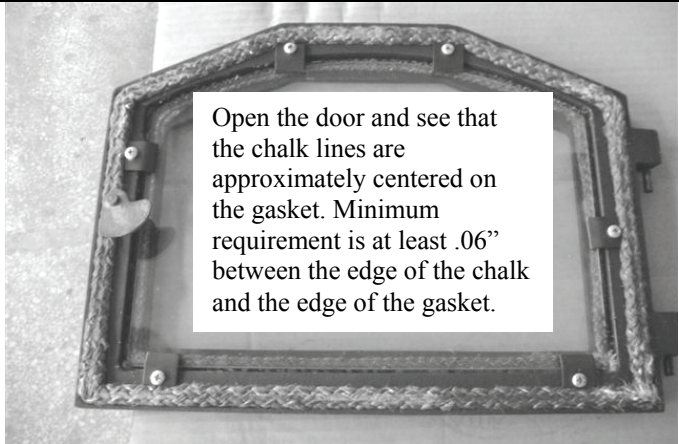 Open the door and see that
the chalk lines are
approximately centered on
the gasket. Minimum
requirement is at least .06”
between the edge of the chalk
and the edge of the gasket.